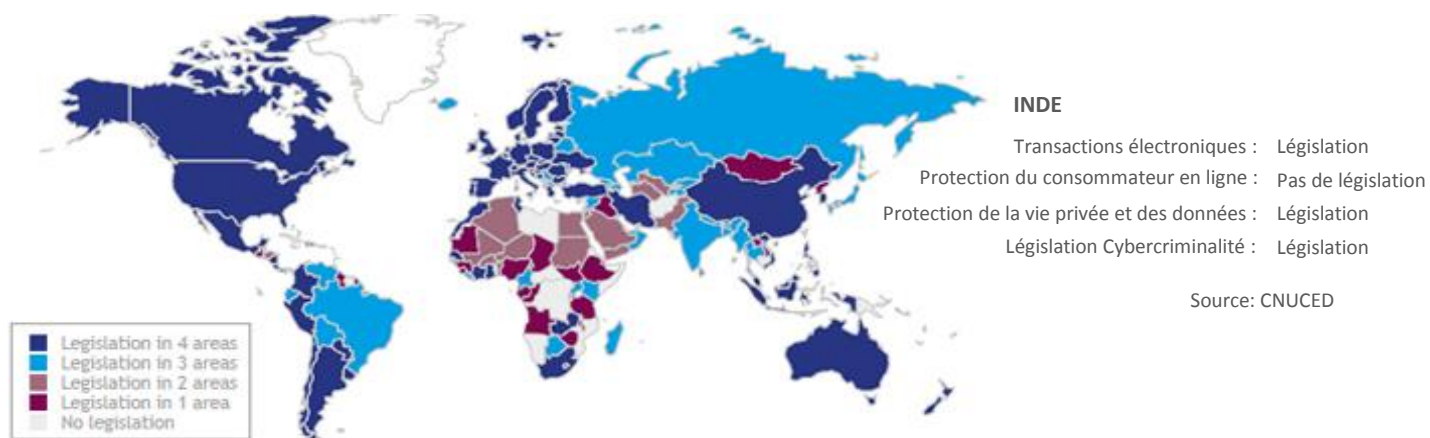 INDE
Transactions électroniques : Législation
Protection du consommateur en ligne : Pas de législation
Protection de la vie privée et des données : Législation
Législation Cybercriminalité : Législation
Source: CNUCED
Legislation in 4 areas
Legislation in 3 areas
Legislation in 2 areas
Legislation in 1 area
No legislation